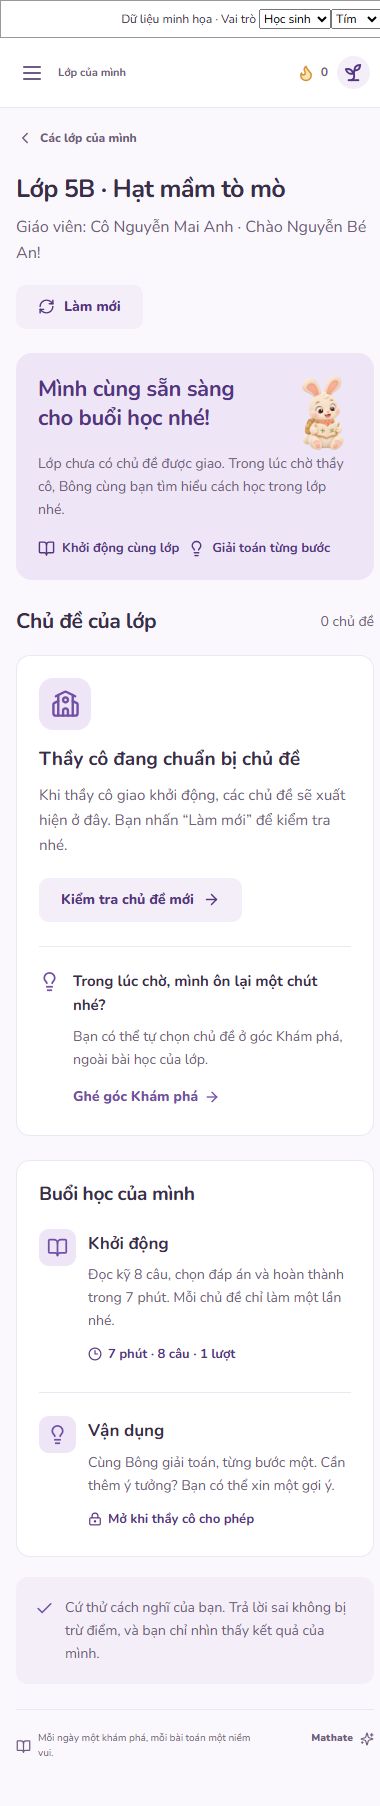 Dữ liệu minh họa · Vai trò Học sinh Tím
Lớp của mình 0
Các lớp của mình
Lớp 5B · Hạt mầm tò mò
Giáo viên: Cô Nguyễn Mai Anh · Chào Nguyễn Bé
An!
Làm mới
Mình cùng sẵn sàng
cho buổi học nhé!
Lớp chưa có chủ đề được giao. Trong lúc chờ thầy
cô, Bông cùng bạn tìm hiểu cách học trong lớp
nhé.
Khởi động cùng lớp Giải toán từng bước
Chủ đề của lớp 0 chủ đề
Thầy cô đang chuẩn bị chủ đề
Khi thầy cô giao khởi động, các chủ đề sẽ xuất
hiện ở đây. Bạn nhấn “Làm mới” để kiểm tra
nhé.
Kiểm tra chủ đề mới
Trong lúc chờ, mình ôn lại một chút
nhé?
Bạn có thể tự chọn chủ đề ở góc Khám phá,
ngoài bài học của lớp.
Ghé góc Khám phá
Buổi học của mình
Khởi động
Đọc kỹ 8 câu, chọn đáp án và hoàn thành
trong 7 phút. Mỗi chủ đề chỉ làm một lần
nhé.
7 phút · 8 câu · 1 lượt
Vận dụng
Cùng Bông giải toán, từng bước một. Cần
thêm ý tưởng? Bạn có thể xin một gợi ý.
Mở khi thầy cô cho phép
Cứ thử cách nghĩ của bạn. Trả lời sai không bị
trừ điểm, và bạn chỉ nhìn thấy kết quả của
mình.
Mỗi ngày một khám phá, mỗi bài toán một niềm
vui.
Mathate